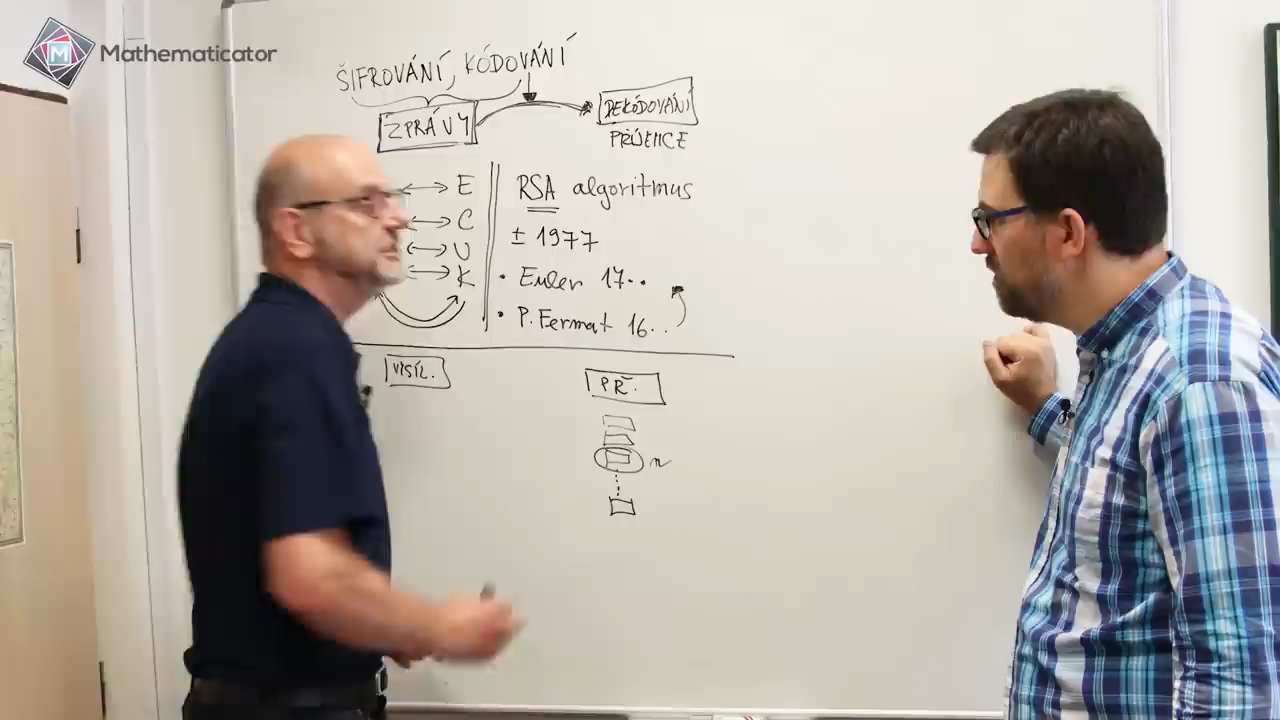 Mathematicator
ŠIFROVÁNÍ, KÓDOVÁNÍ
ZPRÁVY
DEKÓDOVÁNÍ
PŘÍJEMCE
E
C
U
K
RSA algoritmus
± 1977
• Euler 17..
• P. Fermat 16..
VYSÍL.
PŘ.
n